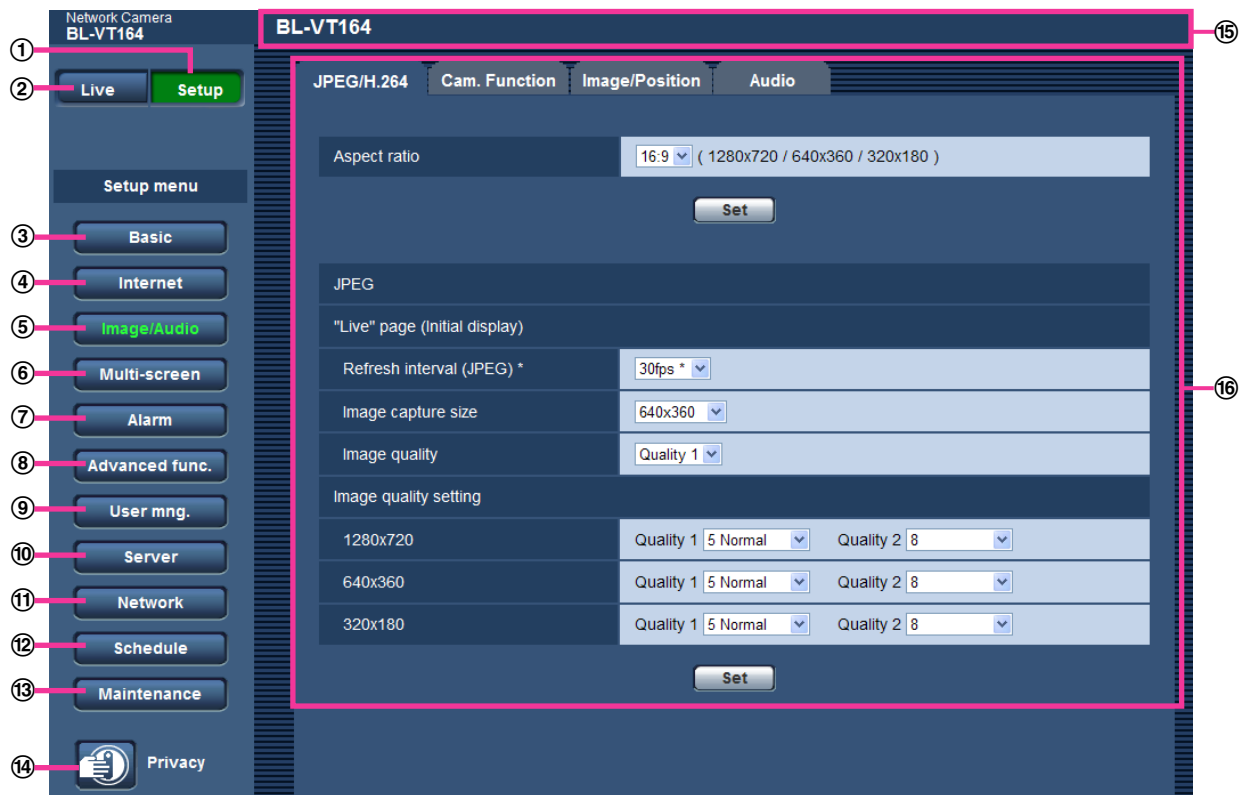 Network Camera
BL-VT164
BL-VT164
① ⑮
② Live Setup
JPEG/H.264 Cam. Function Image/Position Audio
Aspect ratio 16:9 ( 1280x720 / 640x360 / 320x180 )
Set
Setup menu
③ Basic
④ Internet
⑤ Image/Audio
⑥ Multi-screen
⑦ Alarm
⑧ Advanced func.
⑨ User mng.
⑩ Server
⑪ Network
⑫ Schedule
⑬ Maintenance
⑭ Privacy
JPEG
"Live" page (Initial display)
Refresh interval (JPEG) * 30fps *
Image capture size 640x360
⑯
Image quality Quality 1
Image quality setting
1280x720 Quality 1 5 Normal Quality 2 8
640x360 Quality 1 5 Normal Quality 2 8
320x180 Quality 1 5 Normal Quality 2 8
Set